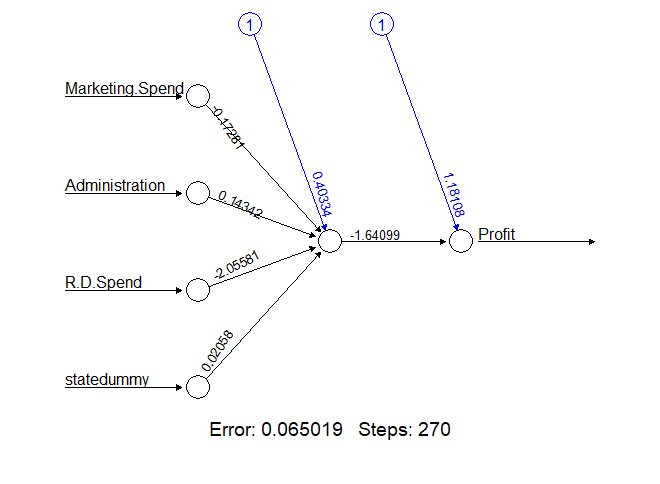 1
1
Marketing.Spend
-0.17281
Administration
0.14342
0.40334
1.18108
-1.64099
Profit
R.D.Spend
-2.05581
statedummy
0.02058
Error: 0.065019 Steps: 270